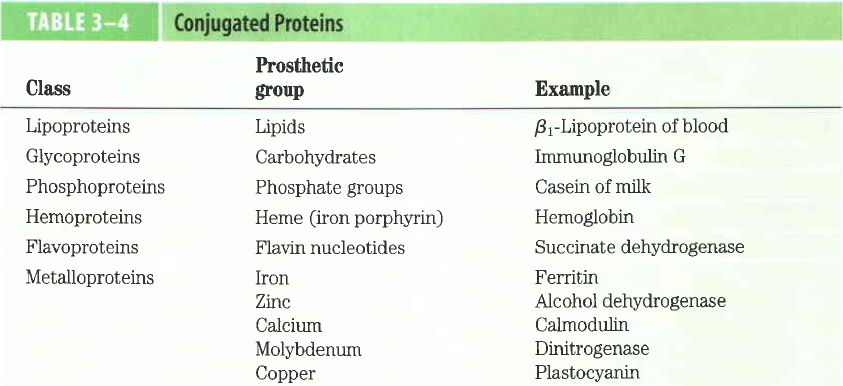 TABLE 3–4 Conjugated Proteins
Class Prosthetic group Example
Lipoproteins Lipids β₁-Lipoprotein of blood
Glycoproteins Carbohydrates Immunoglobulin G
Phosphoproteins Phosphate groups Casein of milk
Hemoproteins Heme (iron porphyrin) Hemoglobin
Flavoproteins Flavin nucleotides Succinate dehydrogenase
Metalloproteins Iron Ferritin
Zinc Alcohol dehydrogenase
Calcium Calmodulin
Molybdenum Dinitrogenase
Copper Plastocyanin